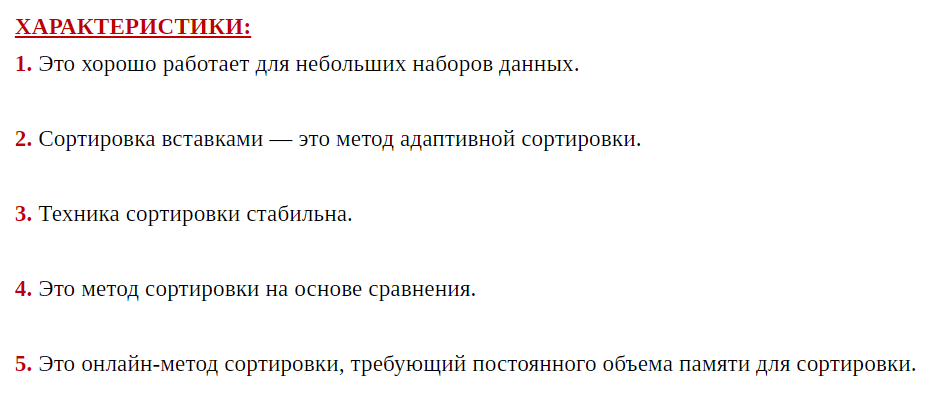 ХАРАКТЕРИСТИКИ:
1. Это хорошо работает для небольших наборов данных.
2. Сортировка вставками — это метод адаптивной сортировки.
3. Техника сортировки стабильна.
4. Это метод сортировки на основе сравнения.
5. Это онлайн-метод сортировки, требующий постоянного объема памяти для сортировки.